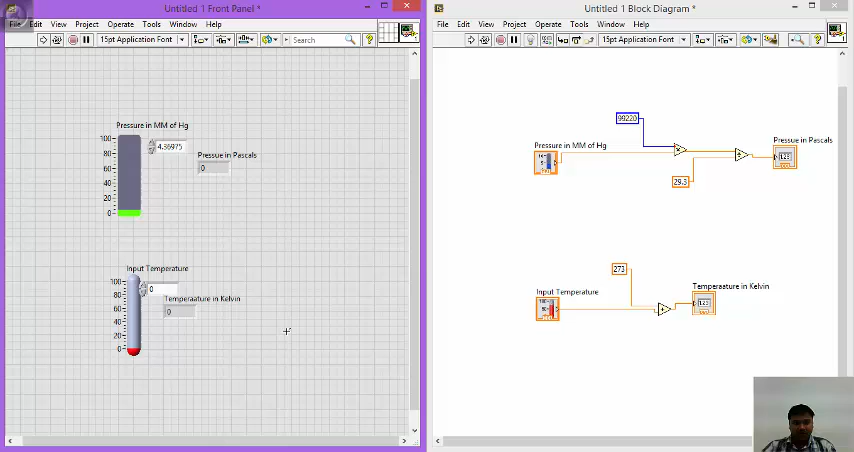 Untitled 1 Front Panel *
File Edit View Project Operate Tools Window Help
15pt Application Font
Search
?
Pressure in MM of Hg
100
80
60
40
20
0
4.36975
Pressue in Pascals
0
Input Temperature
100
80
60
40
20
0
0
Temperaature in Kelvin
0
Untitled 1 Block Diagram *
File Edit View Project Operate Tools Window Help
15pt Application Font
?
99220
Pressure in MM of Hg
Pressue in Pascals
123
29.3
273
Input Temperature
Temperaature in Kelvin
123